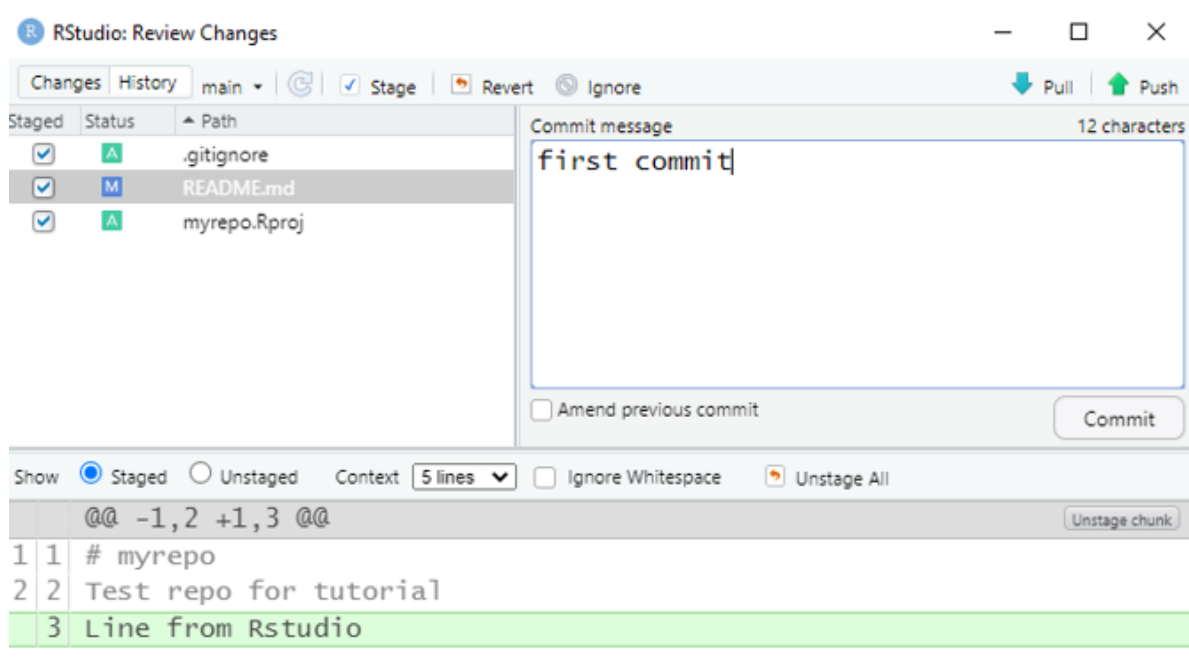 R RStudio: Review Changes
Changes History main Stage Revert Ignore Pull Push
Staged Status Path
A .gitignore
M README.md
A myrepo.Rproj
Commit message 12 characters
first commit
Amend previous commit Commit
Show Staged Unstaged Context 5 lines Ignore Whitespace Unstage All
@@ -1,2 +1,3 @@ Unstage chunk
1 1 # myrepo
2 2 Test repo for tutorial
3 Line from Rstudio